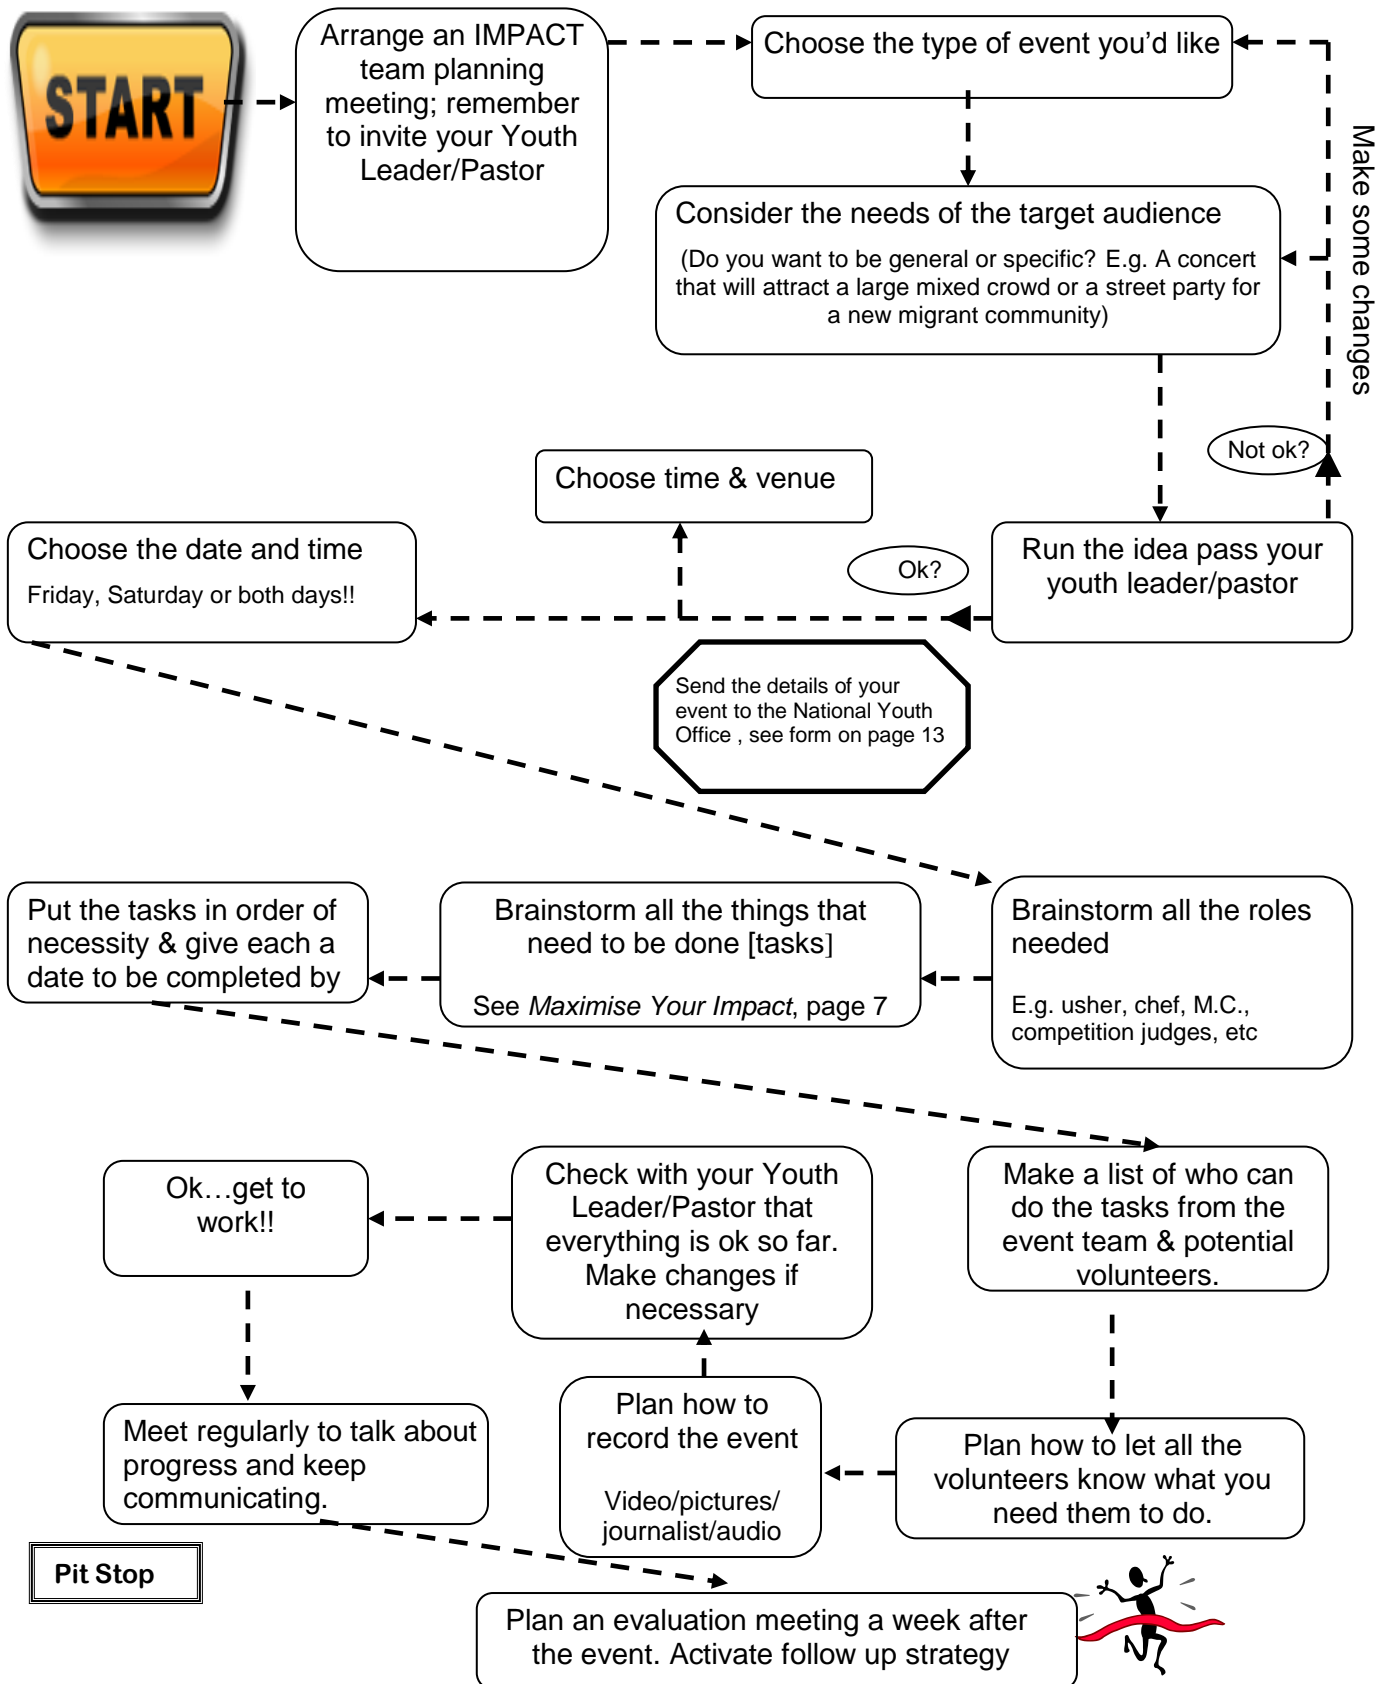 START
Arrange an IMPACT
team planning
meeting; remember
to invite your Youth
Leader/Pastor
Choose the type of event you’d like
Make some changes
Consider the needs of the target audience
(Do you want to be general or specific? E.g. A concert
that will attract a large mixed crowd or a street party for
a new migrant community)
Not ok?
Choose time & venue
Run the idea pass your
youth leader/pastor
Ok?
Choose the date and time
Friday, Saturday or both days!!
Send the details of your
event to the National Youth
Office , see form on page 13
Brainstorm all the roles
needed
E.g. usher, chef, M.C.,
competition judges, etc
Brainstorm all the things that
need to be done [tasks]
See Maximise Your Impact, page 7
Put the tasks in order of
necessity & give each a
date to be completed by
Make a list of who can
do the tasks from the
event team & potential
volunteers.
Plan how to let all the
volunteers know what you
need them to do.
Plan how to
record the event
Video/pictures/
journalist/audio
Check with your Youth
Leader/Pastor that
everything is ok so far.
Make changes if
necessary
Ok…get to
work!!
Meet regularly to talk about
progress and keep
communicating.
Pit Stop
Plan an evaluation meeting a week after
the event. Activate follow up strategy